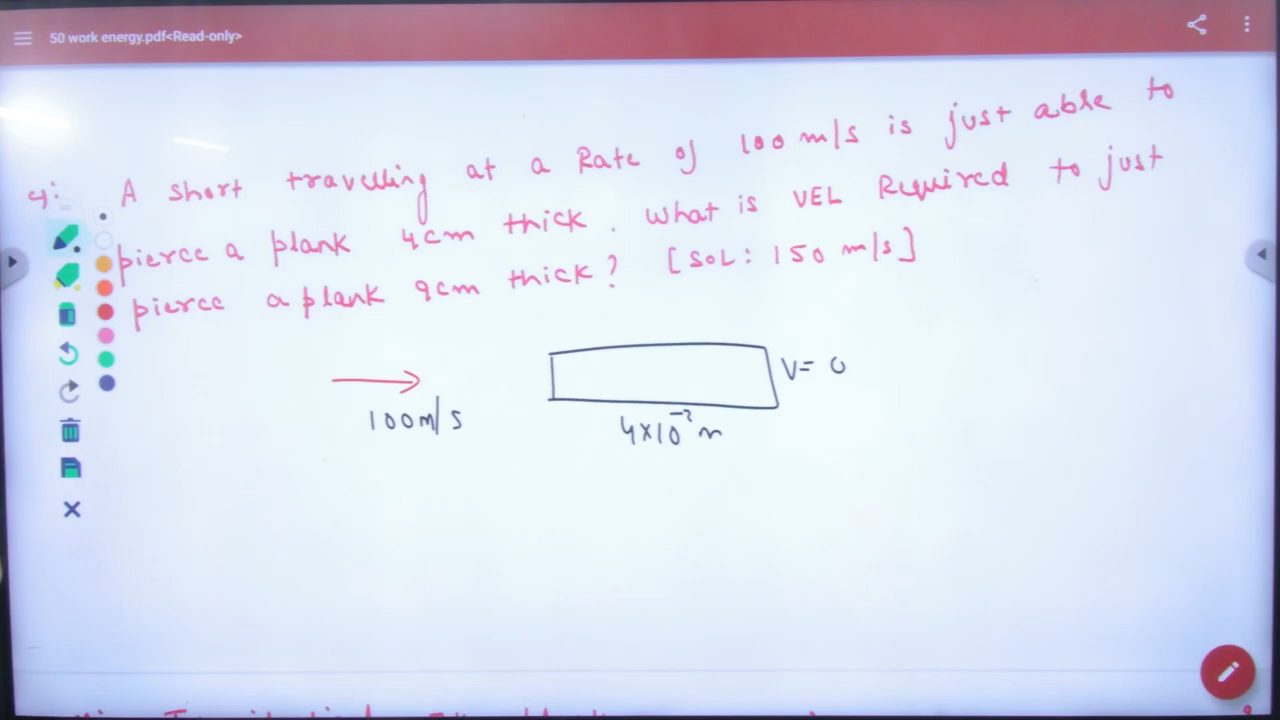 50 work energy.pdf<Read-only>
eg: A short travelling at a Rate of 100 m/s is just able to
pierce a plank 4cm thick. What is VEL Required to just
pierce a plank 9cm thick? [SOL: 150 m/s]
100m/s
V= 0
4×10⁻² m